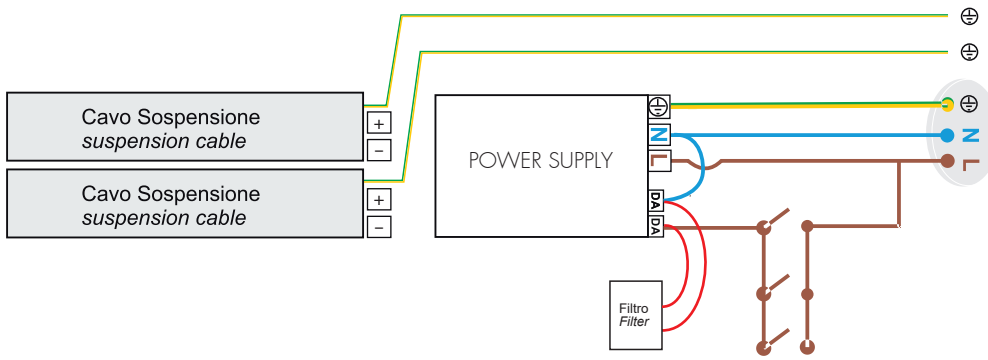 Cavo Sospensione
suspension cable
+
−
Cavo Sospensione
suspension cable
+
−
POWER SUPPLY
N
L
DA
DA
N
L
Filtro
Filter